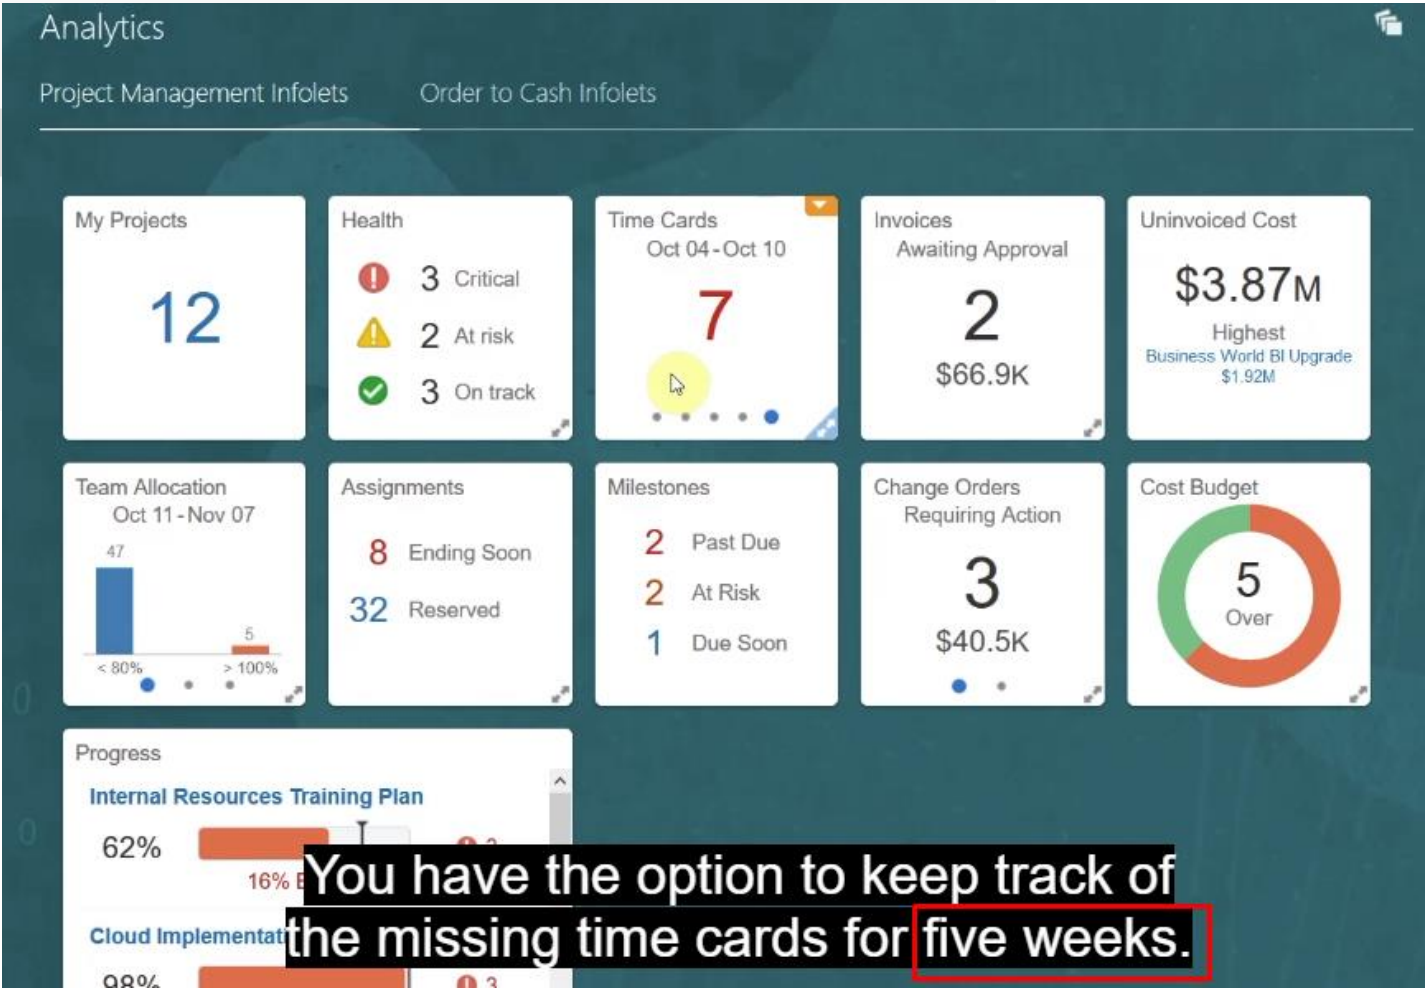 Analytics
Project Management Infolets
Order to Cash Infolets
My Projects
12
Health
3 Critical
2 At risk
3 On track
Time Cards
Oct 04 - Oct 10
7
Invoices
Awaiting Approval
2
$66.9K
Uninvoiced Cost
$3.87M
Highest
Business World BI Upgrade
$1.92M
Team Allocation
Oct 11 - Nov 07
47
5
< 80%
> 100%
Assignments
8 Ending Soon
32 Reserved
Milestones
2 Past Due
2 At Risk
1 Due Soon
Change Orders
Requiring Action
3
$40.5K
Cost Budget
5
Over
Progress
Internal Resources Training Plan
62%
16%
Cloud
98%
3
You have the option to keep track of
the missing time cards for five weeks.